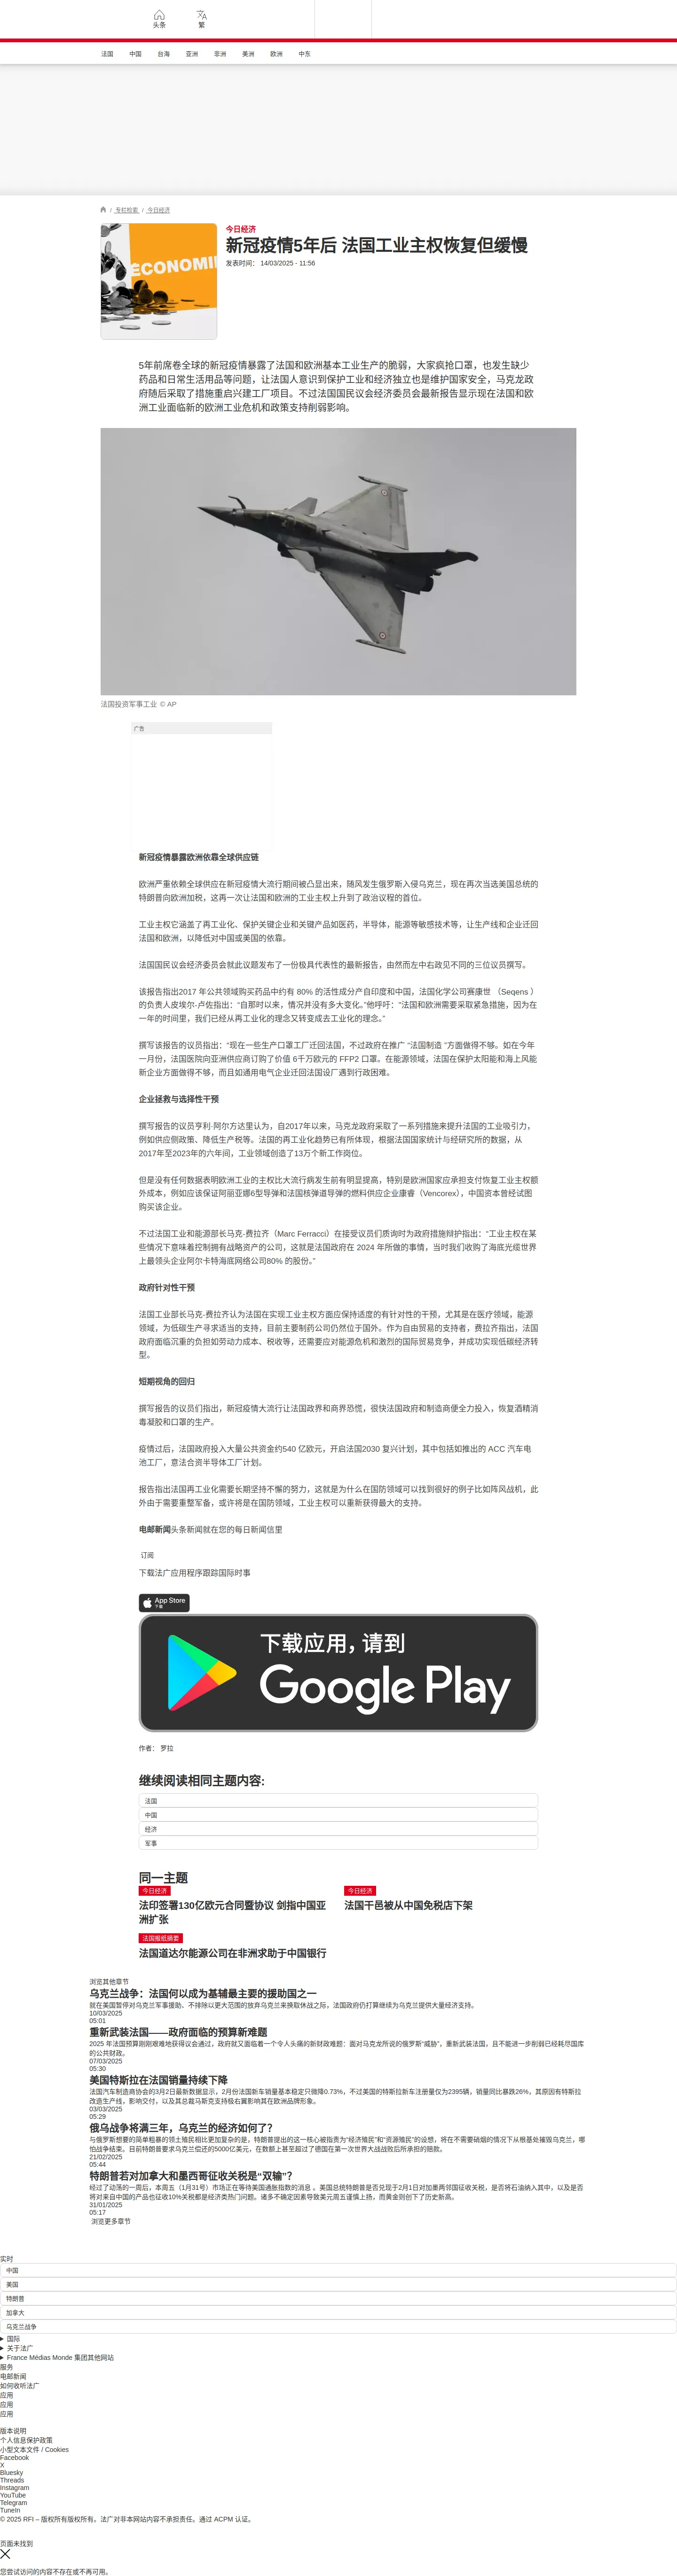 头条
繁
法国 中国 台海 亚洲 非洲 美洲 欧洲 中东
/ 专栏检索 / 今日经济
ECONOMIE
今日经济
新冠疫情5年后 法国工业主权恢复但缓慢
发表时间： 14/03/2025 - 11:56
5年前席卷全球的新冠疫情暴露了法国和欧洲基本工业生产的脆弱，大家疯抢口罩，也发生缺少
药品和日常生活用品等问题，让法国人意识到保护工业和经济独立也是维护国家安全，马克龙政
府随后采取了措施重启兴建工厂项目。不过法国国民议会经济委员会最新报告显示现在法国和欧
洲工业面临新的欧洲工业危机和政策支持削弱影响。
法国投资军事工业 © AP
广告
新冠疫情暴露欧洲依靠全球供应链
欧洲严重依赖全球供应在新冠疫情大流行期间被凸显出来，随风发生俄罗斯入侵乌克兰，现在再次当选美国总统的
特朗普向欧洲加税，这再一次让法国和欧洲的工业主权上升到了政治议程的首位。
工业主权它涵盖了再工业化、保护关键企业和关键产品如医药，半导体，能源等敏感技术等，让生产线和企业迁回
法国和欧洲，以降低对中国或美国的依靠。
法国国民议会经济委员会就此议题发布了一份极具代表性的最新报告，由然而左中右政见不同的三位议员撰写。
该报告指出2017 年公共领域购买药品中约有 80% 的活性成分产自印度和中国，法国化学公司赛康世 （Seqens ）
的负责人皮埃尔-卢佐指出：“自那时以来，情况并没有多大变化。”他呼吁：“法国和欧洲需要采取紧急措施，因为在
一年的时间里，我们已经从再工业化的理念又转变成去工业化的理念。”
撰写该报告的议员指出：“现在一些生产口罩工厂迁回法国，不过政府在推广 “法国制造 ”方面做得不够。如在今年
一月份，法国医院向亚洲供应商订购了价值 6千万欧元的 FFP2 口罩。在能源领域，法国在保护太阳能和海上风能
新企业方面做得不够，而且如通用电气企业迁回法国设厂遇到行政困难。
企业拯救与选择性干预
撰写报告的议员亨利·阿尔方达里认为，自2017年以来，马克龙政府采取了一系列措施来提升法国的工业吸引力，
例如供应侧政策、降低生产税等。法国的再工业化趋势已有所体现，根据法国国家统计与经研究所的数据，从
2017年至2023年的六年间，工业领域创造了13万个新工作岗位。
但是没有任何数据表明欧洲工业的主权比大流行病发生前有明显提高，特别是欧洲国家应承担支付恢复工业主权额
外成本，例如应该保证阿丽亚娜6型导弹和法国核弹道导弹的燃料供应企业康睿（Vencorex），中国资本曾经试图
购买该企业。
不过法国工业和能源部长马克-费拉齐（Marc Ferracci）在接受议员们质询时为政府措施辩护指出：“工业主权在某
些情况下意味着控制拥有战略资产的公司，这就是法国政府在 2024 年所做的事情，当时我们收购了海底光缆世界
上最领头企业阿尔卡特海底网络公司80% 的股份。”
政府针对性干预
法国工业部长马克-费拉齐认为法国在实现工业主权方面应保持适度的有针对性的干预，尤其是在医疗领域，能源
领域，为低碳生产寻求适当的支持，目前主要制药公司仍然位于国外。作为自由贸易的支持者，费拉齐指出，法国
政府面临沉重的负担如劳动力成本、税收等，还需要应对能源危机和激烈的国际贸易竞争，并成功实现低碳经济转
型。
短期视角的回归
撰写报告的议员们指出，新冠疫情大流行让法国政界和商界恐慌，很快法国政府和制造商便全力投入，恢复酒精消
毒凝胶和口罩的生产。
疫情过后，法国政府投入大量公共资金约540 亿欧元，开启法国2030 复兴计划，其中包括如推出的 ACC 汽车电
池工厂，意法合资半导体工厂计划。
报告指出法国再工业化需要长期坚持不懈的努力，这就是为什么在国防领域可以找到很好的例子比如阵风战机，此
外由于需要重整军备，或许将是在国防领域，工业主权可以重新获得最大的支持。
电邮新闻头条新闻就在您的每日新闻信里
订阅
下载法广应用程序跟踪国际时事
App Store
下载
下载应用，请到
Google Play
作者： 罗拉
继续阅读相同主题内容:
法国
中国
经济
军事
同一主题
今日经济
法印签署130亿欧元合同暨协议 剑指中国亚
洲扩张
今日经济
法国干邑被从中国免税店下架
法国报纸摘要
法国道达尔能源公司在非洲求助于中国银行
浏览其他章节
乌克兰战争：法国何以成为基辅最主要的援助国之一
就在美国暂停对乌克兰军事援助、不排除以更大范围的放弃乌克兰来换取休战之际，法国政府仍打算继续为乌克兰提供大量经济支持。
10/03/2025
05:01
重新武装法国——政府面临的预算新难题
2025 年法国预算刚刚艰难地获得议会通过，政府就又面临着一个令人头痛的新财政难题：面对马克龙所说的俄罗斯“威胁”，重新武装法国，且不能进一步削弱已经耗尽国库
的公共财政。
07/03/2025
05:30
美国特斯拉在法国销量持续下降
法国汽车制造商协会的3月2日最新数据显示，2月份法国新车销量基本稳定只微降0.73%，不过美国的特斯拉新车注册量仅为2395辆，销量同比暴跌26%，其原因有特斯拉
改造生产线，影响交付，以及其总裁马斯克支持极右翼影响其在欧洲品牌形象。
03/03/2025
05:29
俄乌战争将满三年，乌克兰的经济如何了？
与俄罗斯想要的简单粗暴的领土殖民相比更加复杂的是，特朗普提出的这一核心被指责为“经济殖民”和“资源殖民”的设想，将在不需要硝烟的情况下从根基处摧毁乌克兰，哪
怕战争结束。目前特朗普要求乌克兰偿还的5000亿美元，在数额上甚至超过了德国在第一次世界大战战败后所承担的赔款。
21/02/2025
05:44
特朗普若对加拿大和墨西哥征收关税是“双输”？
经过了动荡的一周后，本周五（1月31号）市场正在等待美国通胀指数的消息 。美国总统特朗普是否兑现于2月1日对加墨两邻国征收关税，是否将石油纳入其中，以及是否
将对来自中国的产品也征收10%关税都是经济类热门问题。诸多不确定因素导致美元周五谨慎上扬，而黄金则创下了历史新高。
31/01/2025
05:17
浏览更多章节
实时
中国
美国
特朗普
加拿大
乌克兰战争
国际
关于法广
France Médias Monde 集团其他网站
服务
电邮新闻
如何收听法广
应用
应用
应用
版本说明
个人信息保护政策
小型文本文件 / Cookies
Facebook
X
Bluesky
Threads
Instagram
YouTube
Telegram
TuneIn
© 2025 RFI – 版权所有版权所有。法广对非本网站内容不承担责任。通过 ACPM 认证。
页面未找到
您尝试访问的内容不存在或不再可用。